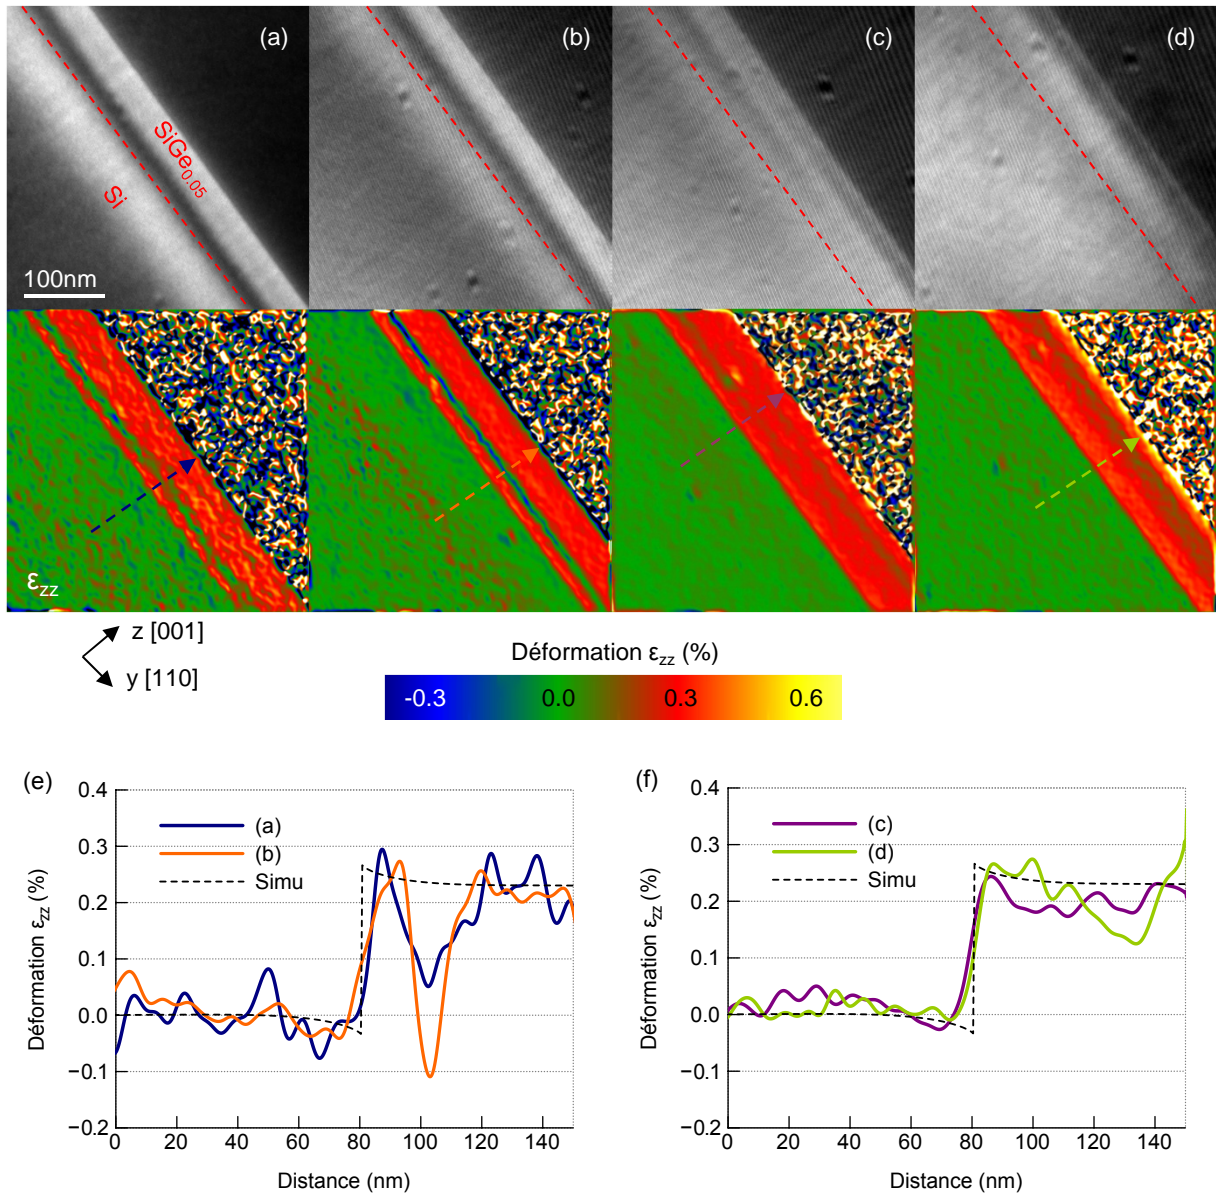 (a)
(b)
(c)
(d)
SiGe0.05
Si
100nm
εzz
z [001]
y [110]
Déformation εzz (%)
-0.3
0.0
0.3
0.6
(e)
Déformation εzz (%)
0.4
0.3
0.2
0.1
0.0
−0.1
−0.2
(a)
(b)
Simu
0 20 40 60 80 100 120 140
Distance (nm)
(f)
Déformation εzz (%)
0.4
0.3
0.2
0.1
0.0
−0.1
−0.2
(c)
(d)
Simu
0 20 40 60 80 100 120 140
Distance (nm)